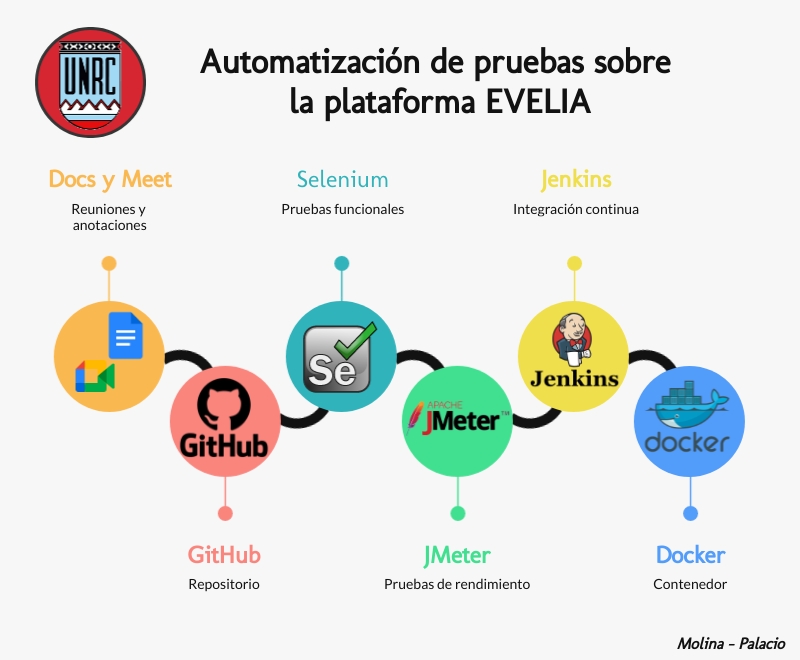 UNRC
Automatización de pruebas sobre
la plataforma EVELIA
Docs y Meet
Reuniones y
anotaciones
Selenium
Pruebas funcionales
Jenkins
Integración continua
Se
Jenkins
GitHub
APACHE
JMeter™
docker
GitHub
Repositorio
JMeter
Pruebas de rendimiento
Docker
Contenedor
Molina - Palacio